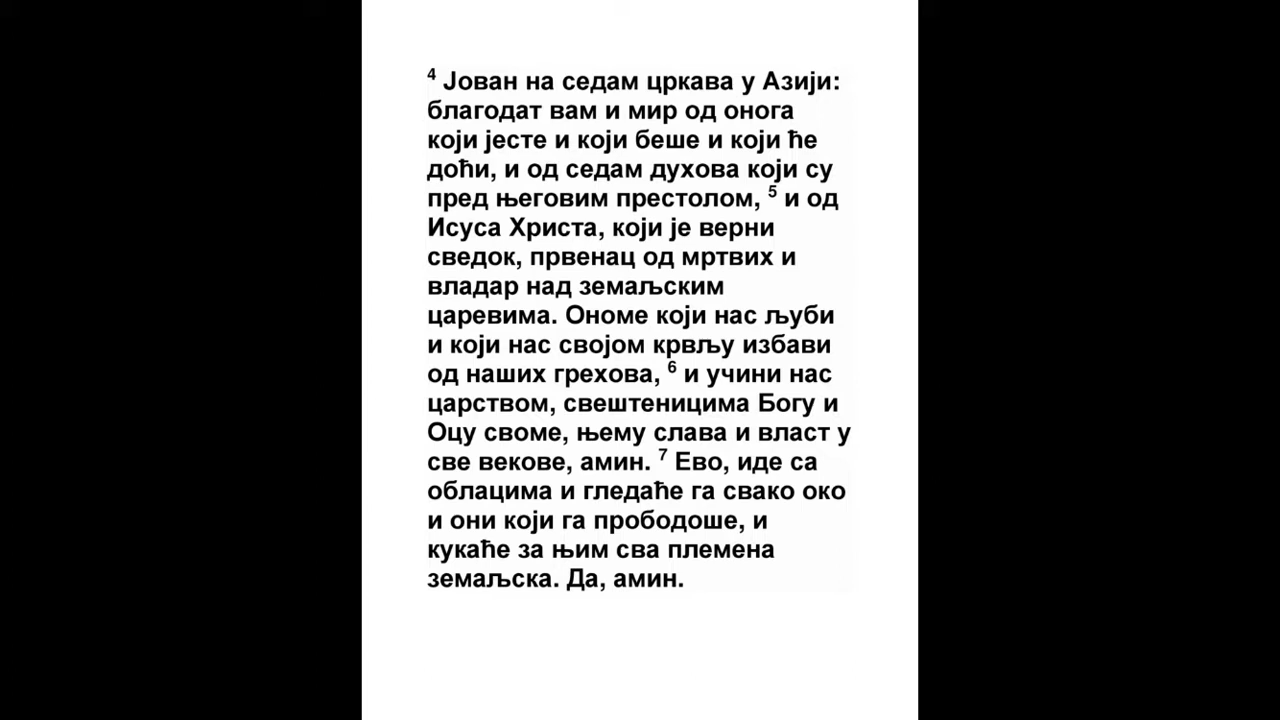 4 Јован на седам цркава у Азији:
благодат вам и мир од онога
који јесте и који беше и који ће
доћи, и од седам духова који су
пред његовим престолом, 5 и од
Исуса Христа, који је верни
сведок, првенац од мртвих и
владар над земаљским
царевима. Ономе који нас љуби
и који нас својом крвљу избави
од наших грехова, 6 и учини нас
царством, свештеницима Богу и
Оцу своме, њему слава и власт у
све векове, амин. 7 Ево, иде са
облацима и гледаће га свако око
и они који га прободоше, и
кукаће за њим сва племена
земаљска. Да, амин.